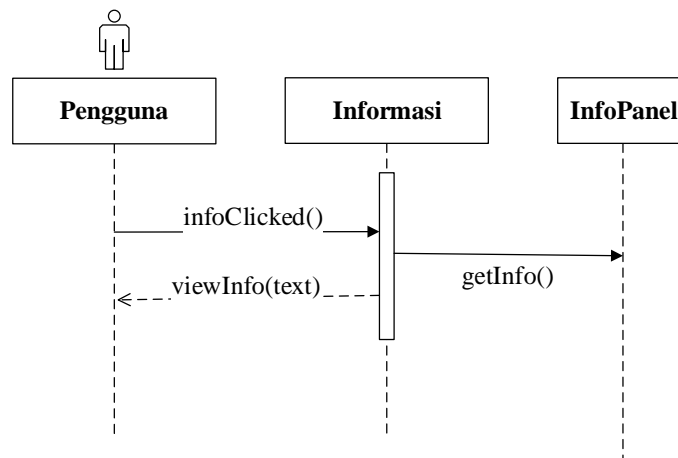 Pengguna
Informasi
InfoPanel
infoClicked()
getInfo()
viewInfo(text)